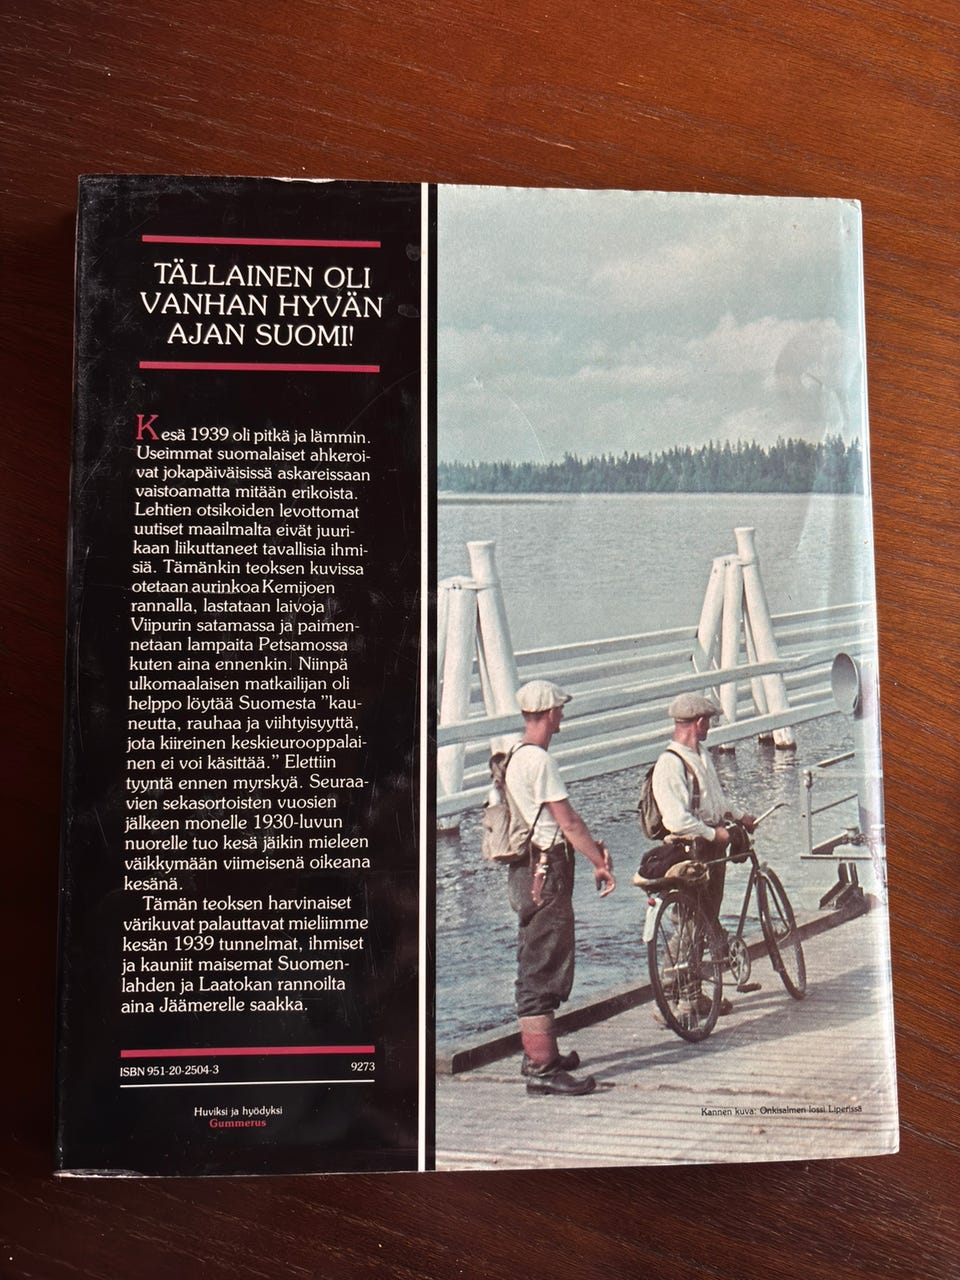 TÄLLAINEN OLI
VANHAN HYVÄN
AJAN SUOMI!
Kesä 1939 oli pitkä ja lämmin.
Useimmat suomalaiset ahkeroi-
vat jokapäiväisissä askareissaan
vaistoamatta mitään erikoista.
Lehtien otsikoiden levottomat
uutiset maailmalta eivät juuri-
kaan liikuttaneet tavallisia ihmi-
siä. Tämänkin teoksen kuvissa
otetaan aurinkoa Kemijoen
rannalla, lastataan laivoja
Viipurin satamassa ja paimen-
netaan lampaita Petsamossa
kuten aina ennenkin. Niinpä
ulkomaalaisen matkailijan oli
helppo löytää Suomesta ”kau-
neutta, rauhaa ja viihtyisyyttä,
jota kiireinen keskieurooppalai-
nen ei voi käsittää.” Elettiin
tyyntä ennen myrskyä. Seuraa-
vien sekasortoisten vuosien
jälkeen monelle 1930-luvun
nuorelle tuo kesä jäikin mieleen
väikkymään viimeisenä oikeana
kesänä.
Tämän teoksen harvinaiset
värikuvat palauttavat mieliimme
kesän 1939 tunnelmat, ihmiset
ja kauniit maisemat Suomen-
lahden ja Laatokan rannoilta
aina Jäämerelle saakka.
ISBN 951-20-2504-3 9273
Huviksi ja hyödyksi
Gummerus
Kannen kuva: Onkisalmen lossi Liperissä